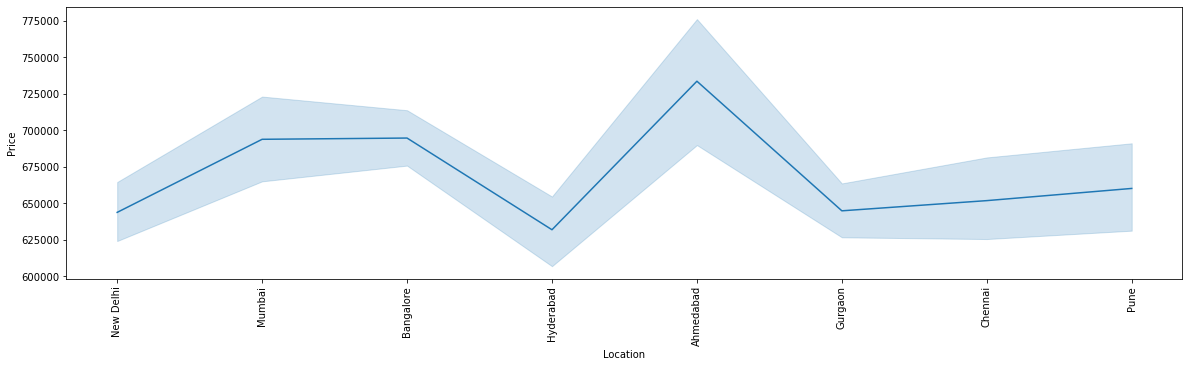 775000
750000
725000
700000
675000
650000
625000
600000
Price
New Delhi
Mumbai
Bangalore
Hyderabad
Ahmedabad
Gurgaon
Chennai
Pune
Location